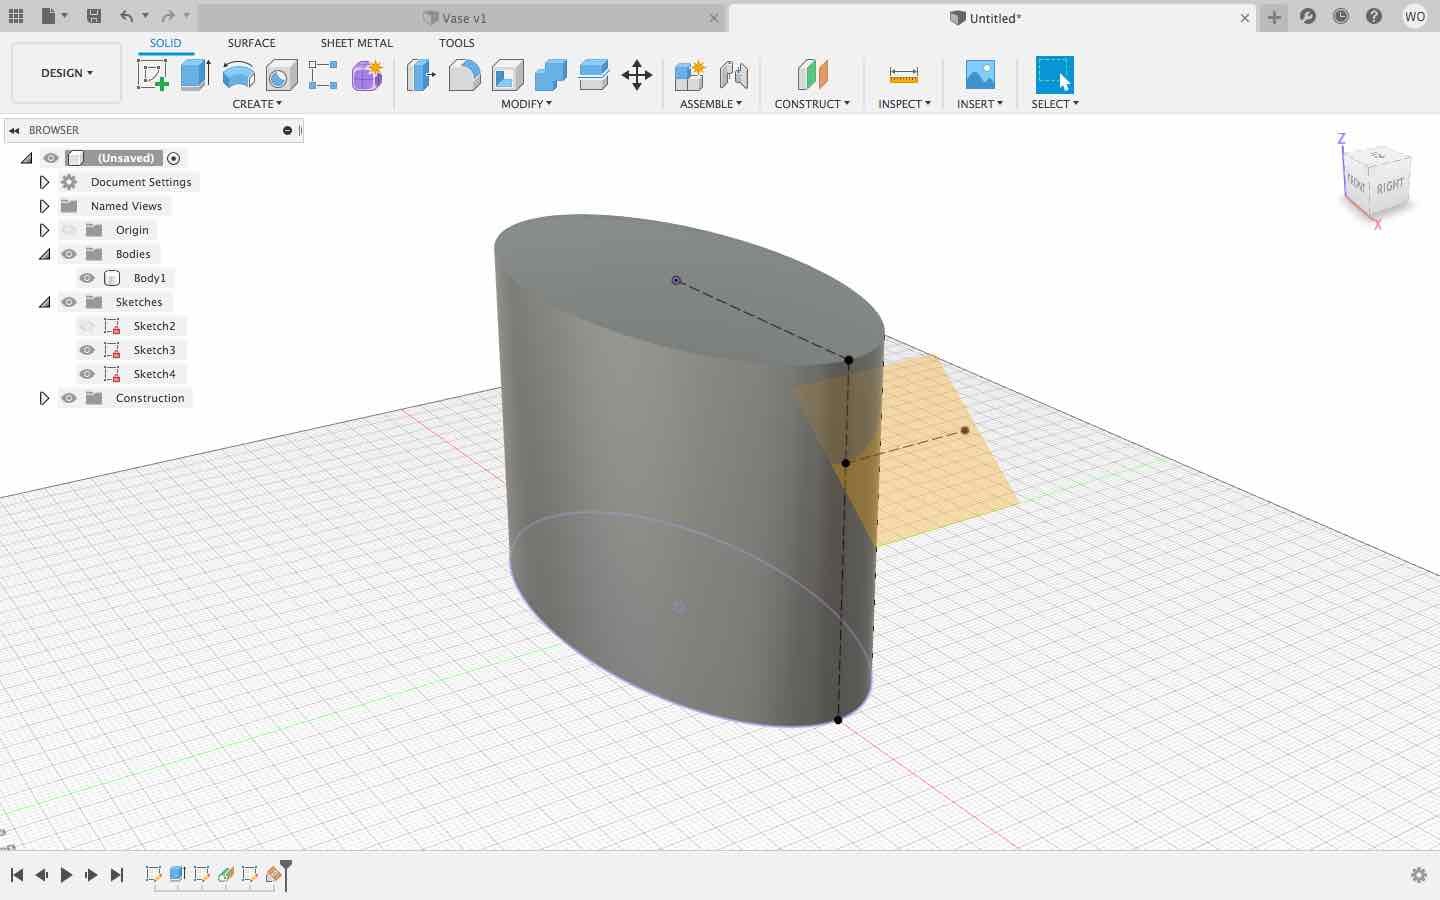 Vase v1
Untitled*
WO
SOLID
SURFACE
SHEET METAL
TOOLS
DESIGN
CREATE
MODIFY
ASSEMBLE
CONSTRUCT
INSPECT
INSERT
SELECT
BROWSER
(Unsaved)
Document Settings
Named Views
Origin
Bodies
Body1
Sketches
Sketch2
Sketch3
Sketch4
Construction
Z
FRONT
RIGHT
X